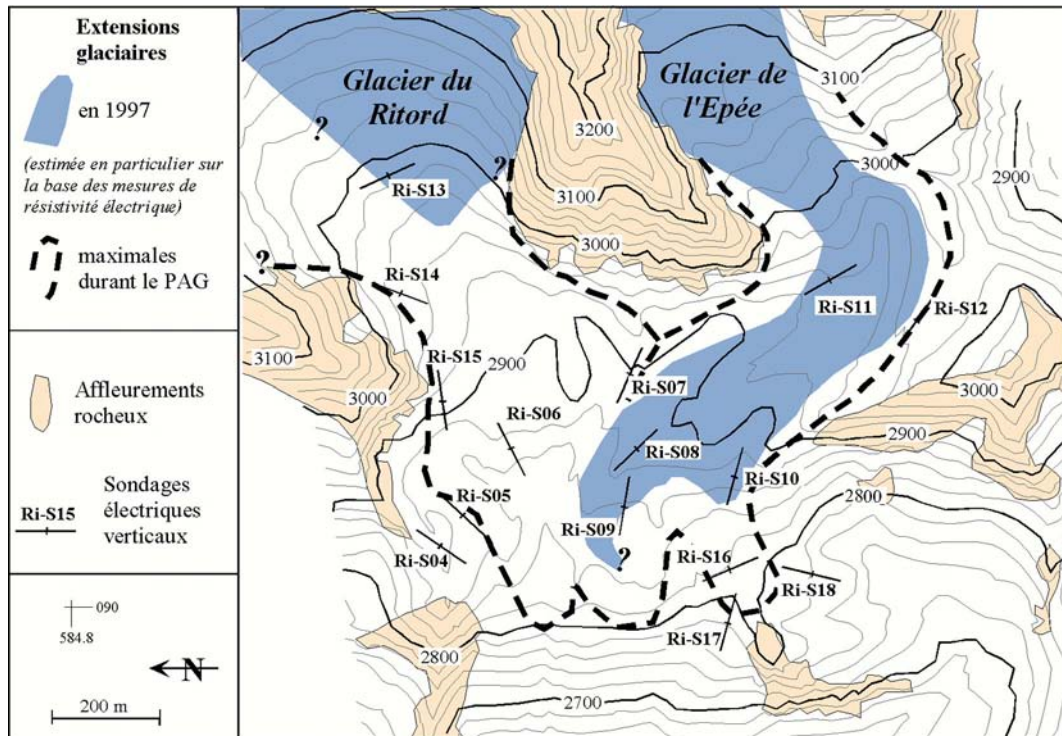 Extensions
glaciaires
en 1997
(estimée en particulier sur
la base des mesures de
résistivité électrique)
maximales
durant le PAG
Affleurements
rocheux
Sondages
électriques
verticaux
Ri-S15
090
584.8
N
200 m
Glacier du
Ritord
Glacier de
l'Epée
3200
3100
3100
3000
3000
2900
?
?
Ri-S13
?
Ri-S14
Ri-S15
2900
3100
3000
Ri-S11
Ri-S12
Ri-S07
Ri-S06
3000
2900
Ri-S08
Ri-S10
2800
Ri-S05
Ri-S09
Ri-S04
?
Ri-S16
Ri-S18
Ri-S17
2800
2700